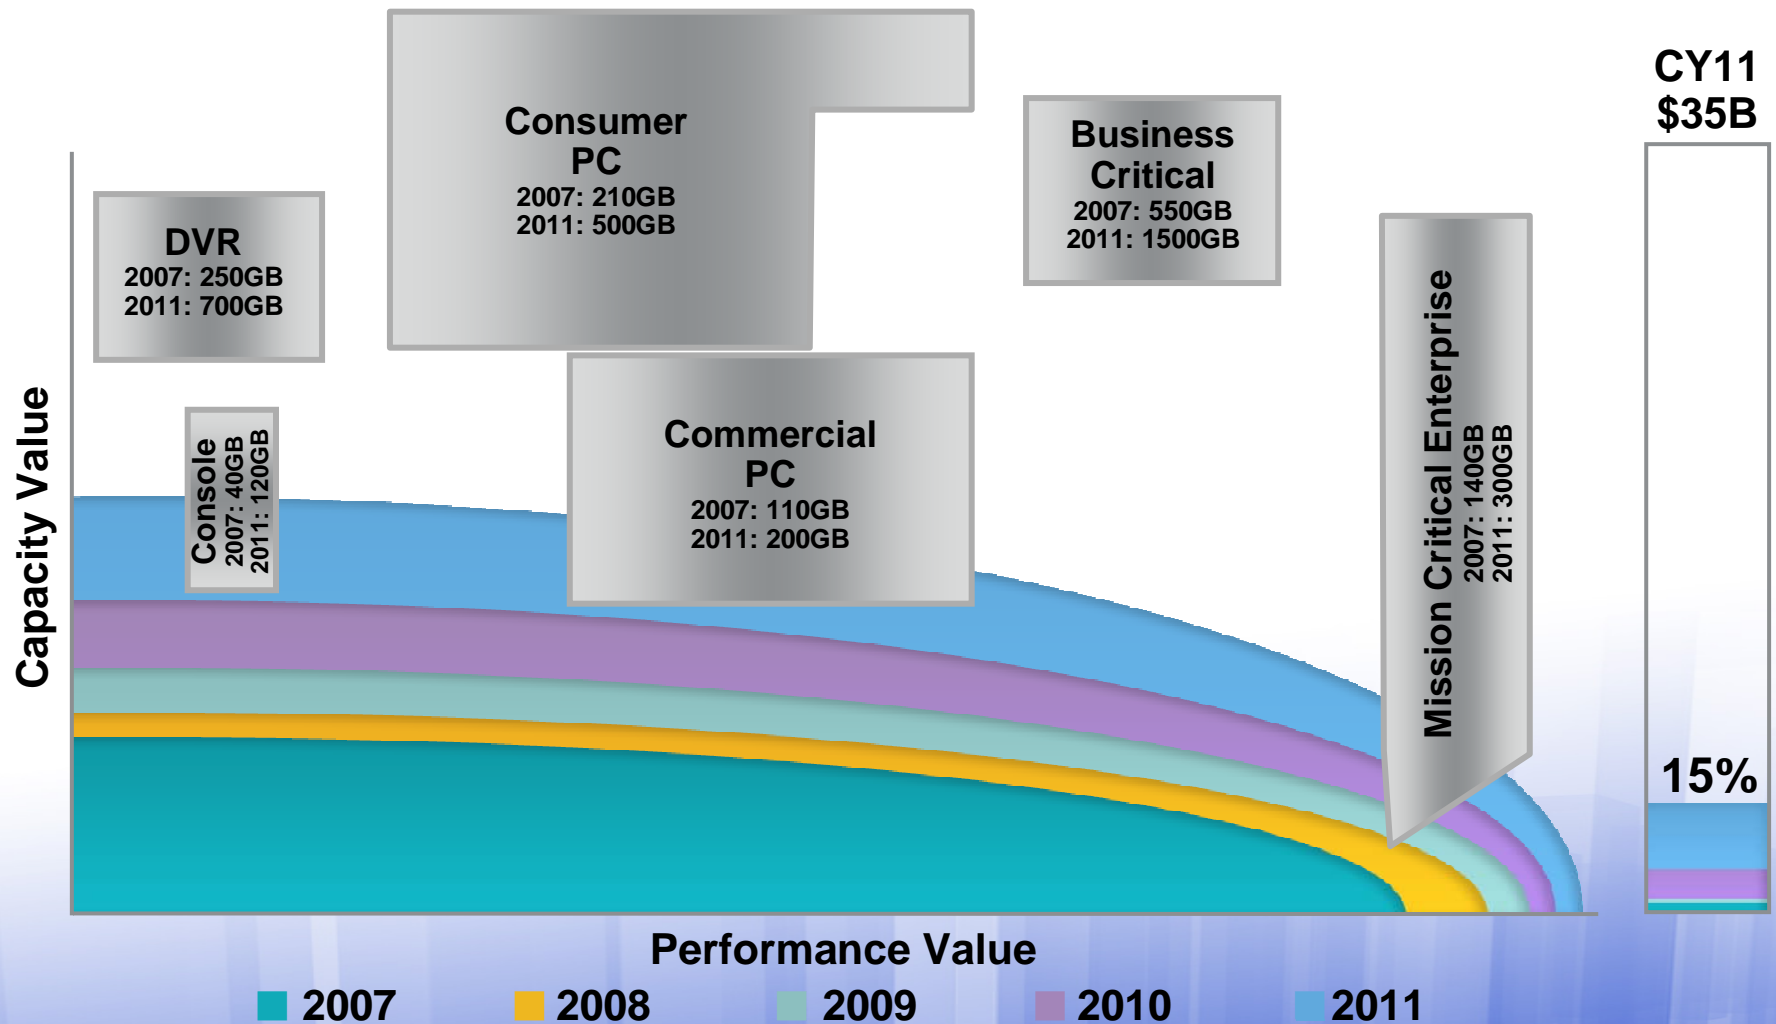 CY11
$35B
Consumer
PC
2007: 210GB
2011: 500GB
Business
Critical
2007: 550GB
2011: 1500GB
DVR
2007: 250GB
2011: 700GB
Mission Critical Enterprise
2007: 140GB
2011: 300GB
Console
2007: 40GB
2011: 120GB
Commercial
PC
2007: 110GB
2011: 200GB
Capacity Value
15%
Performance Value
2007
2008
2009
2010
2011